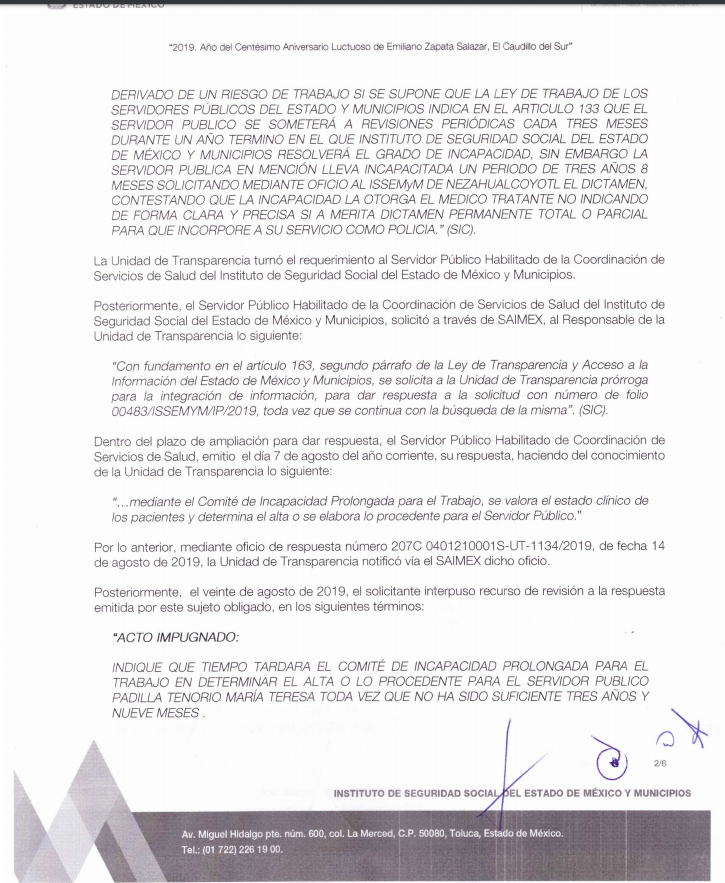 ESTADO DE MÉXICO
"2019. Año del Centésimo Aniversario Luctuoso de Emiliano Zapata Salazar, El Caudillo del Sur"
DERIVADO DE UN RIESGO DE TRABAJO SI SE SUPONE QUE LA LEY DE TRABAJO DE LOS
SERVIDORES PÚBLICOS DEL ESTADO Y MUNICIPIOS INDICA EN EL ARTICULO 133 QUE EL
SERVIDOR PUBLICO SE SOMETERÁ A REVISIONES PERIÓDICAS CADA TRES MESES
DURANTE UN AÑO TERMINO EN EL QUE INSTITUTO DE SEGURIDAD SOCIAL DEL ESTADO
DE MÉXICO Y MUNICIPIOS RESOLVERÁ EL GRADO DE INCAPACIDAD, SIN EMBARGO LA
SERVIDOR PUBLICA EN MENCIÓN LLEVA INCAPACITADA UN PERIODO DE TRES AÑOS 8
MESES SOLICITANDO MEDIANTE OFICIO AL ISSEMyM DE NEZAHUALCOYOTL EL DICTAMEN,
CONTESTANDO QUE LA INCAPACIDAD LA OTORGA EL MEDICO TRATANTE NO INDICANDO
DE FORMA CLARA Y PRECISA SI A MERITA DICTAMEN PERMANENTE TOTAL O PARCIAL
PARA QUE INCORPORE A SU SERVICIO COMO POLICIA." (SIC).
La Unidad de Transparencia turnó el requerimiento al Servidor Público Habilitado de la Coordinación de
Servicios de Salud del Instituto de Seguridad Social del Estado de México y Municipios.
Posteriormente, el Servidor Público Habilitado de la Coordinación de Servicios de Salud del Instituto de
Seguridad Social del Estado de México y Municipios, solicitó a través de SAIMEX, al Responsable de la
Unidad de Transparencia lo siguiente:
"Con fundamento en el artículo 163, segundo párrafo de la Ley de Transparencia y Acceso a la
Información del Estado de México y Municipios, se solicita a la Unidad de Transparencia prórroga
para la integración de información, para dar respuesta a la solicitud con número de folio
00483/ISSEMYM/IP/2019, toda vez que se continua con la búsqueda de la misma". (SIC).
Dentro del plazo de ampliación para dar respuesta, el Servidor Público Habilitado de Coordinación de
Servicios de Salud, emitio el día 7 de agosto del año corriente, su respuesta, haciendo del conocimiento
de la Unidad de Transparencia lo siguiente:
"...mediante el Comité de Incapacidad Prolongada para el Trabajo, se valora el estado clínico de
los pacientes y determina el alta o se elabora lo procedente para el Servidor Público."
Por lo anterior, mediante oficio de respuesta número 207C 0401210001S-UT-1134/2019, de fecha 14
de agosto de 2019, la Unidad de Transparencia notificó vía el SAIMEX dicho oficio.
Posteriormente, el veinte de agosto de 2019, el solicitante interpuso recurso de revisión a la respuesta
emitida por este sujeto obligado, en los siguientes términos:
"ACTO IMPUGNADO:
INDIQUE QUE TIEMPO TARDARA EL COMITÉ DE INCAPACIDAD PROLONGADA PARA EL
TRABAJO EN DETERMINAR EL ALTA O LO PROCEDENTE PARA EL SERVIDOR PUBLICO
PADILLA TENORIO MARÍA TERESA TODA VEZ QUE NO HA SIDO SUFICIENTE TRES AÑOS Y
NUEVE MESES .
2/6
INSTITUTO DE SEGURIDAD SOCIAL DEL ESTADO DE MÉXICO Y MUNICIPIOS
Av. Miguel Hidalgo pte. núm. 600, col. La Merced, C.P. 50080, Toluca, Estado de México.
Tel.: (01 722) 226 19 00.